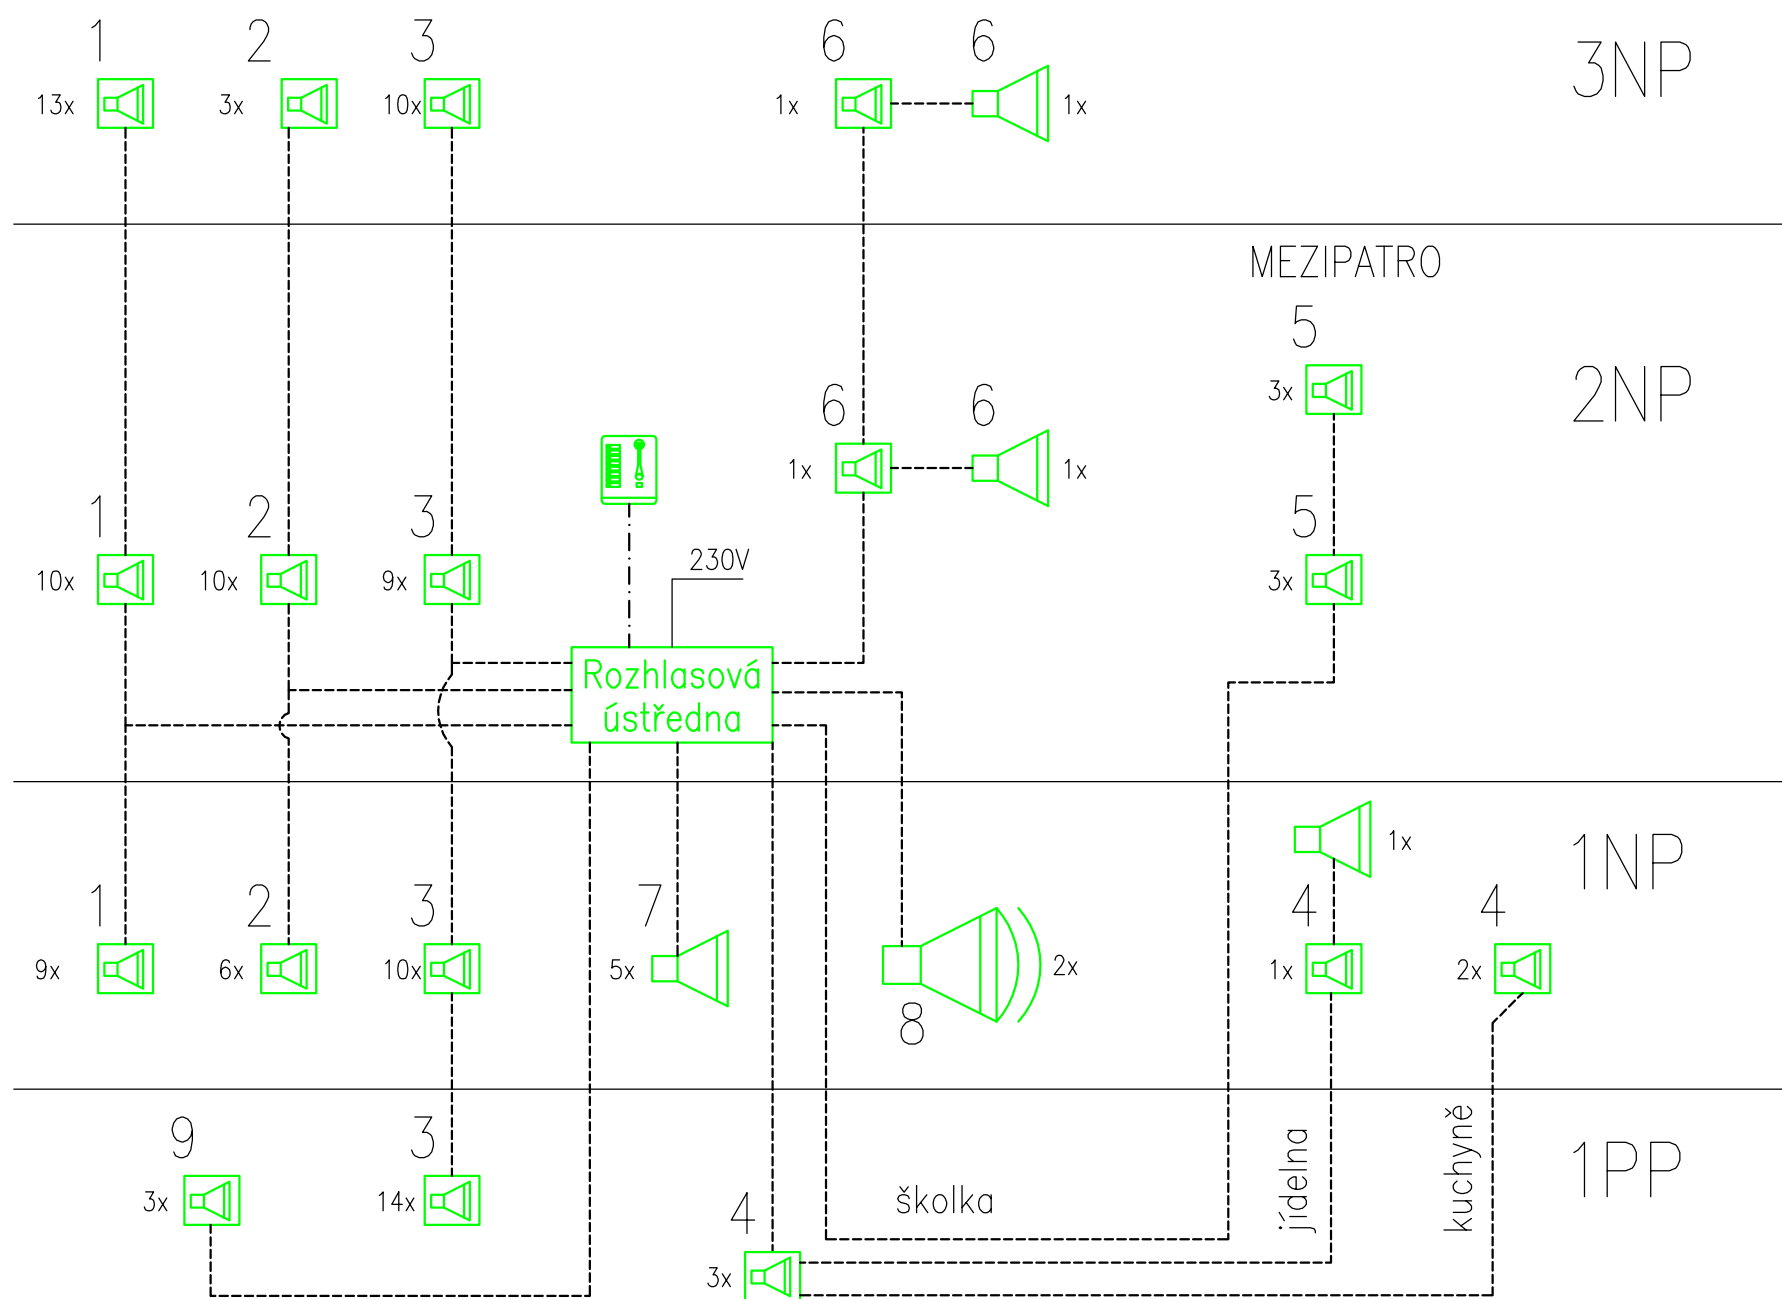 1 2 3 6 6 3NP
13x 3x 10x 1x 1x
MEZIPATRO
5
3x
2NP
6 6
1x 1x
1 2 3 5
10x 10x 9x 3x
230V
Rozhlasová
ústředna
1x
1NP
1 2 3 7 4 4
9x 6x 10x 5x 2x 1x 2x
8
9 3 jídelna kuchyně 1PP
3x 14x školka
4
3x